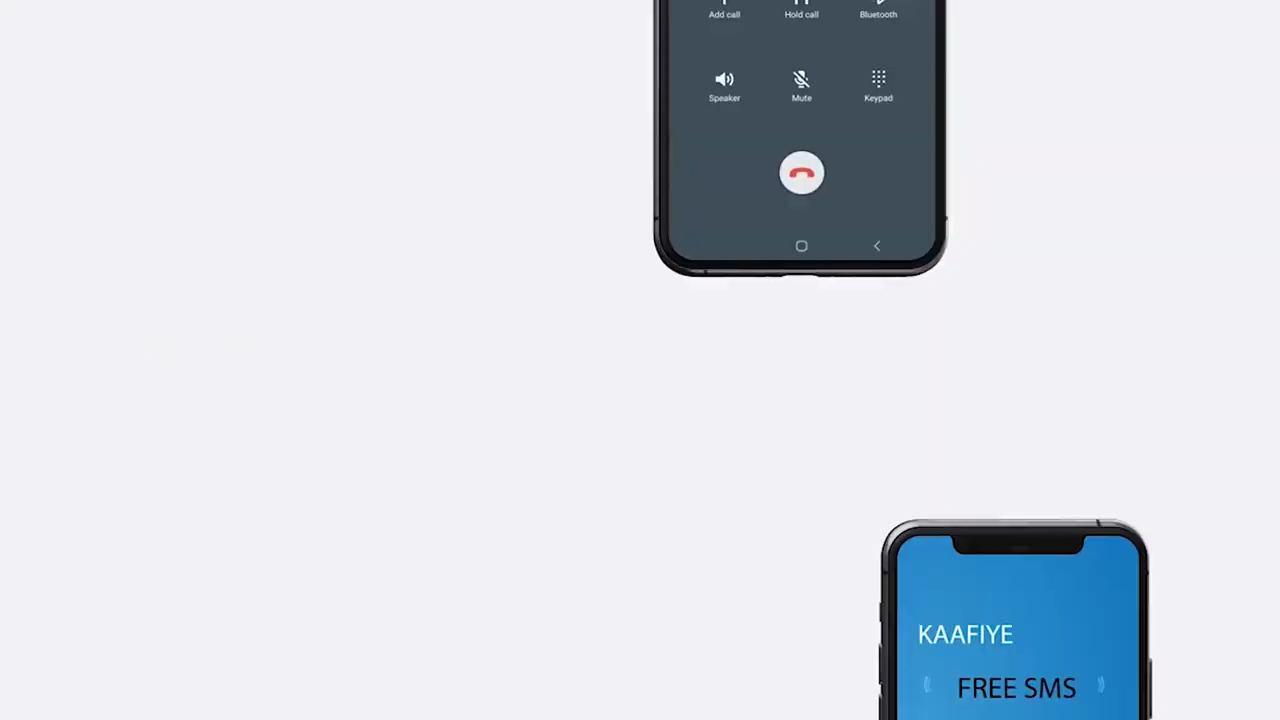 Add call Hold call Bluetooth
Speaker Mute Keypad
KAAFIYE
FREE SMS